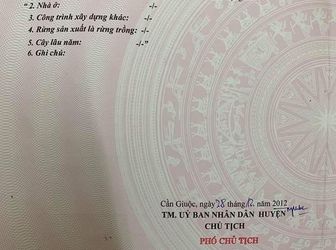 " 2. Nhà ở: -/-
3. Công trình xây dựng khác: -/-
4. Rừng sản xuất là rừng trồng: -/-
5. Cây lâu năm: -/-"
6. Ghi chú:
Cần Giuộc, ngày 28 tháng 12 năm 2012
TM. UỶ BAN NHÂN DÂN HUYỆN
CHỦ TỊCH
PHÓ CHỦ TỊCH